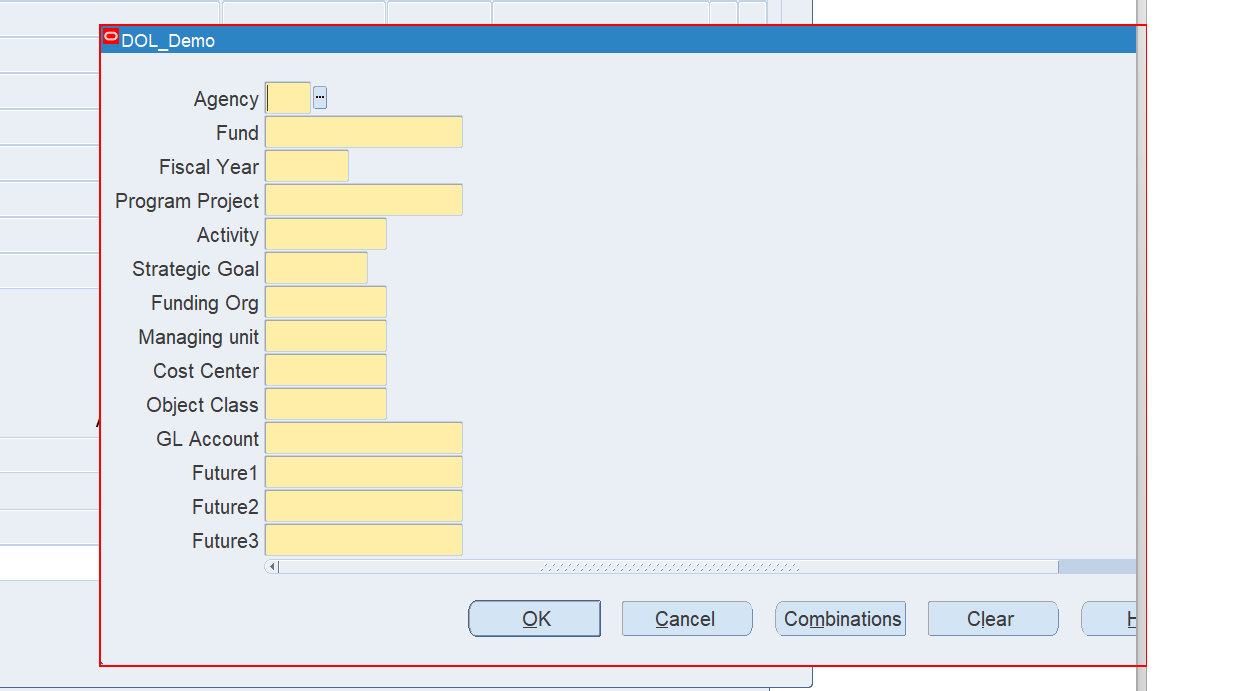 DOL_Demo
Agency
Fund
Fiscal Year
Program Project
Activity
Strategic Goal
Funding Org
Managing unit
Cost Center
Object Class
GL Account
Future1
Future2
Future3
OK Cancel Combinations Clear